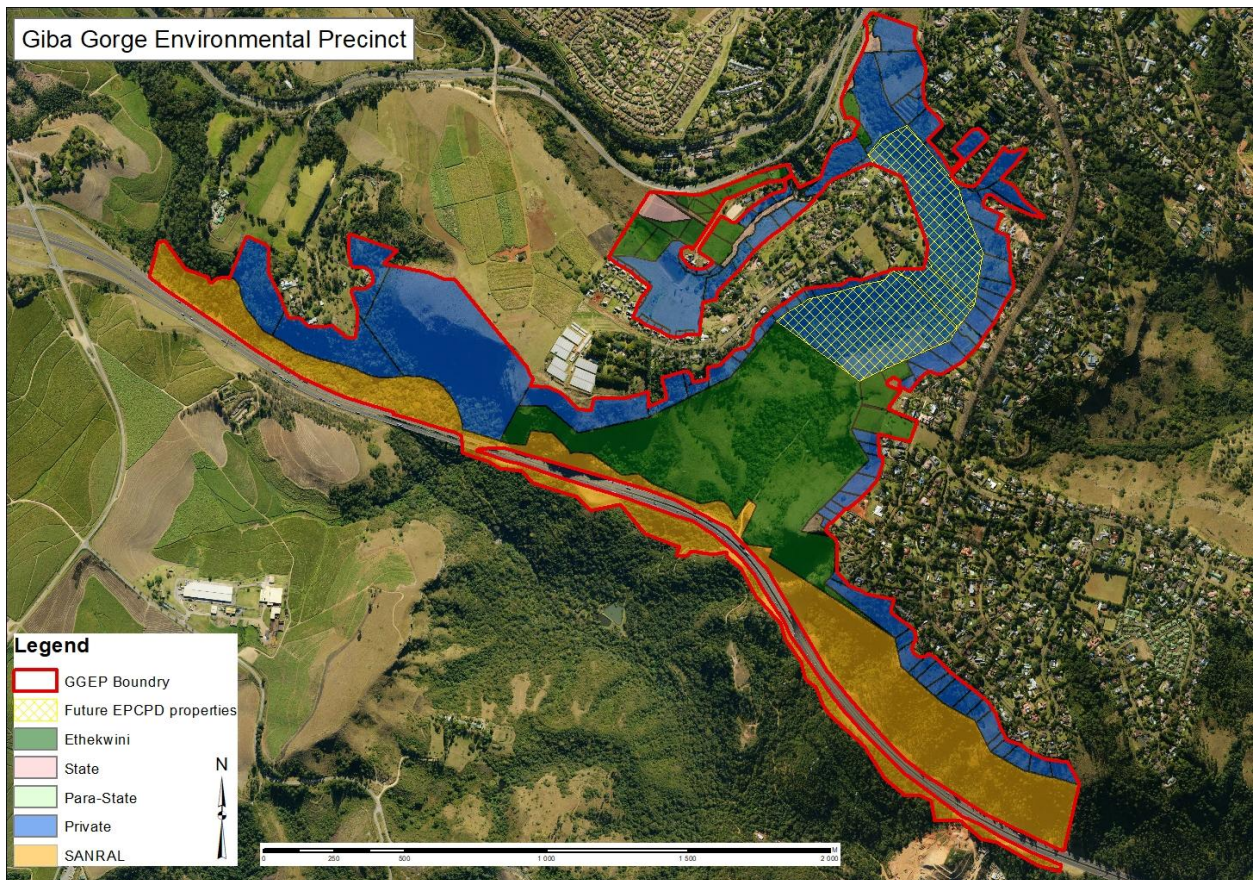 Giba Gorge Environmental Precinct
Legend
GGEP Boundry
Future EPCPD properties
Ethekwini
State
Para-State
Private
SANRAL
N
M
0 250 500 1 000 1 500 2 000